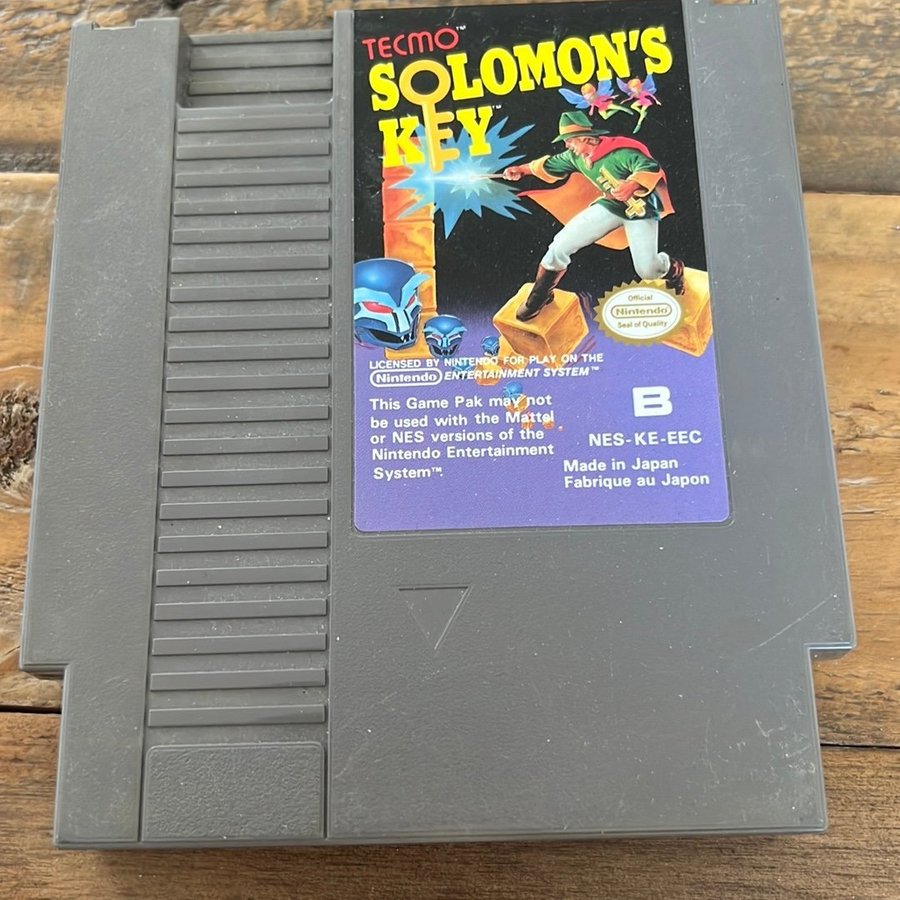 TECMO™
SOLOMON'S
KEY™
Official
Nintendo
Seal of Quality
LICENSED BY NINTENDO FOR PLAY ON THE
Nintendo ENTERTAINMENT SYSTEM™
This Game Pak may not
be used with the Mattel
or NES versions of the
Nintendo Entertainment
System™.
B
NES-KE-EEC
Made in Japan
Fabrique au Japon